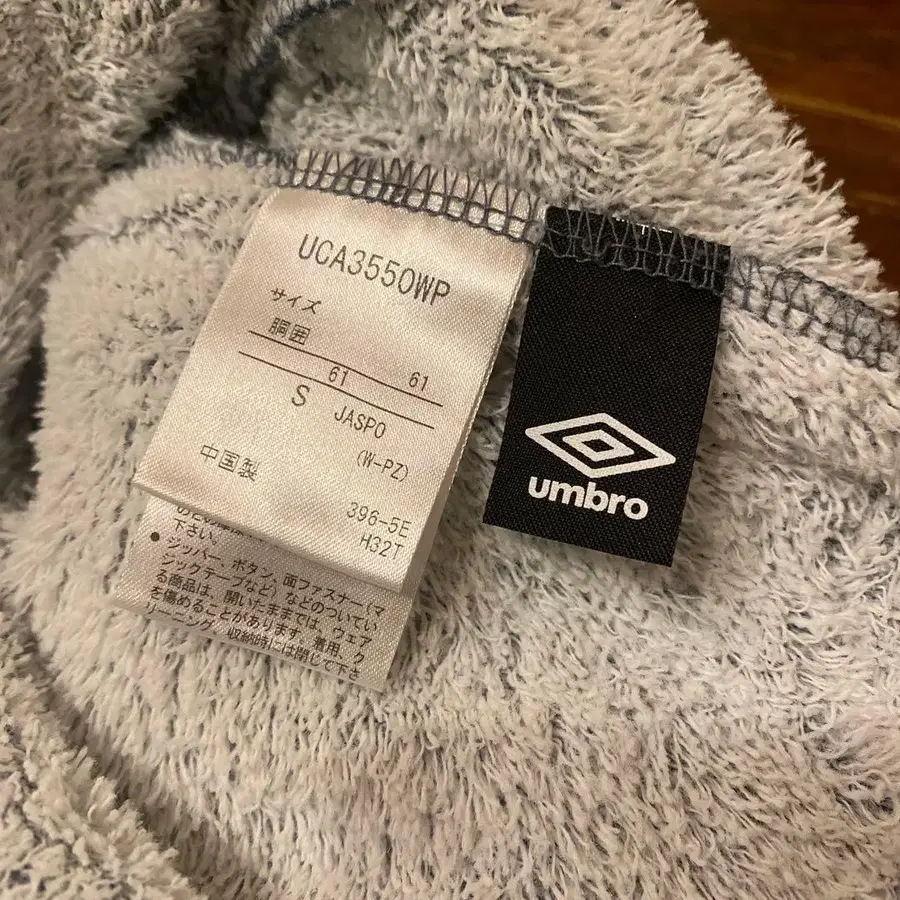 UCA3550WP
サイズ
胴囲
61 61
S JASPO
(W-PZ)
中国製
396-5E
H32T
下さい。
● ジッパー、ボタン、面ファスナー(マ
ジックテープなど)などのついてい
る商品は、開いたままでは、ウェア
を傷めることがあります。着用、ク
リーニング、収納時には閉じて下さ
umbro